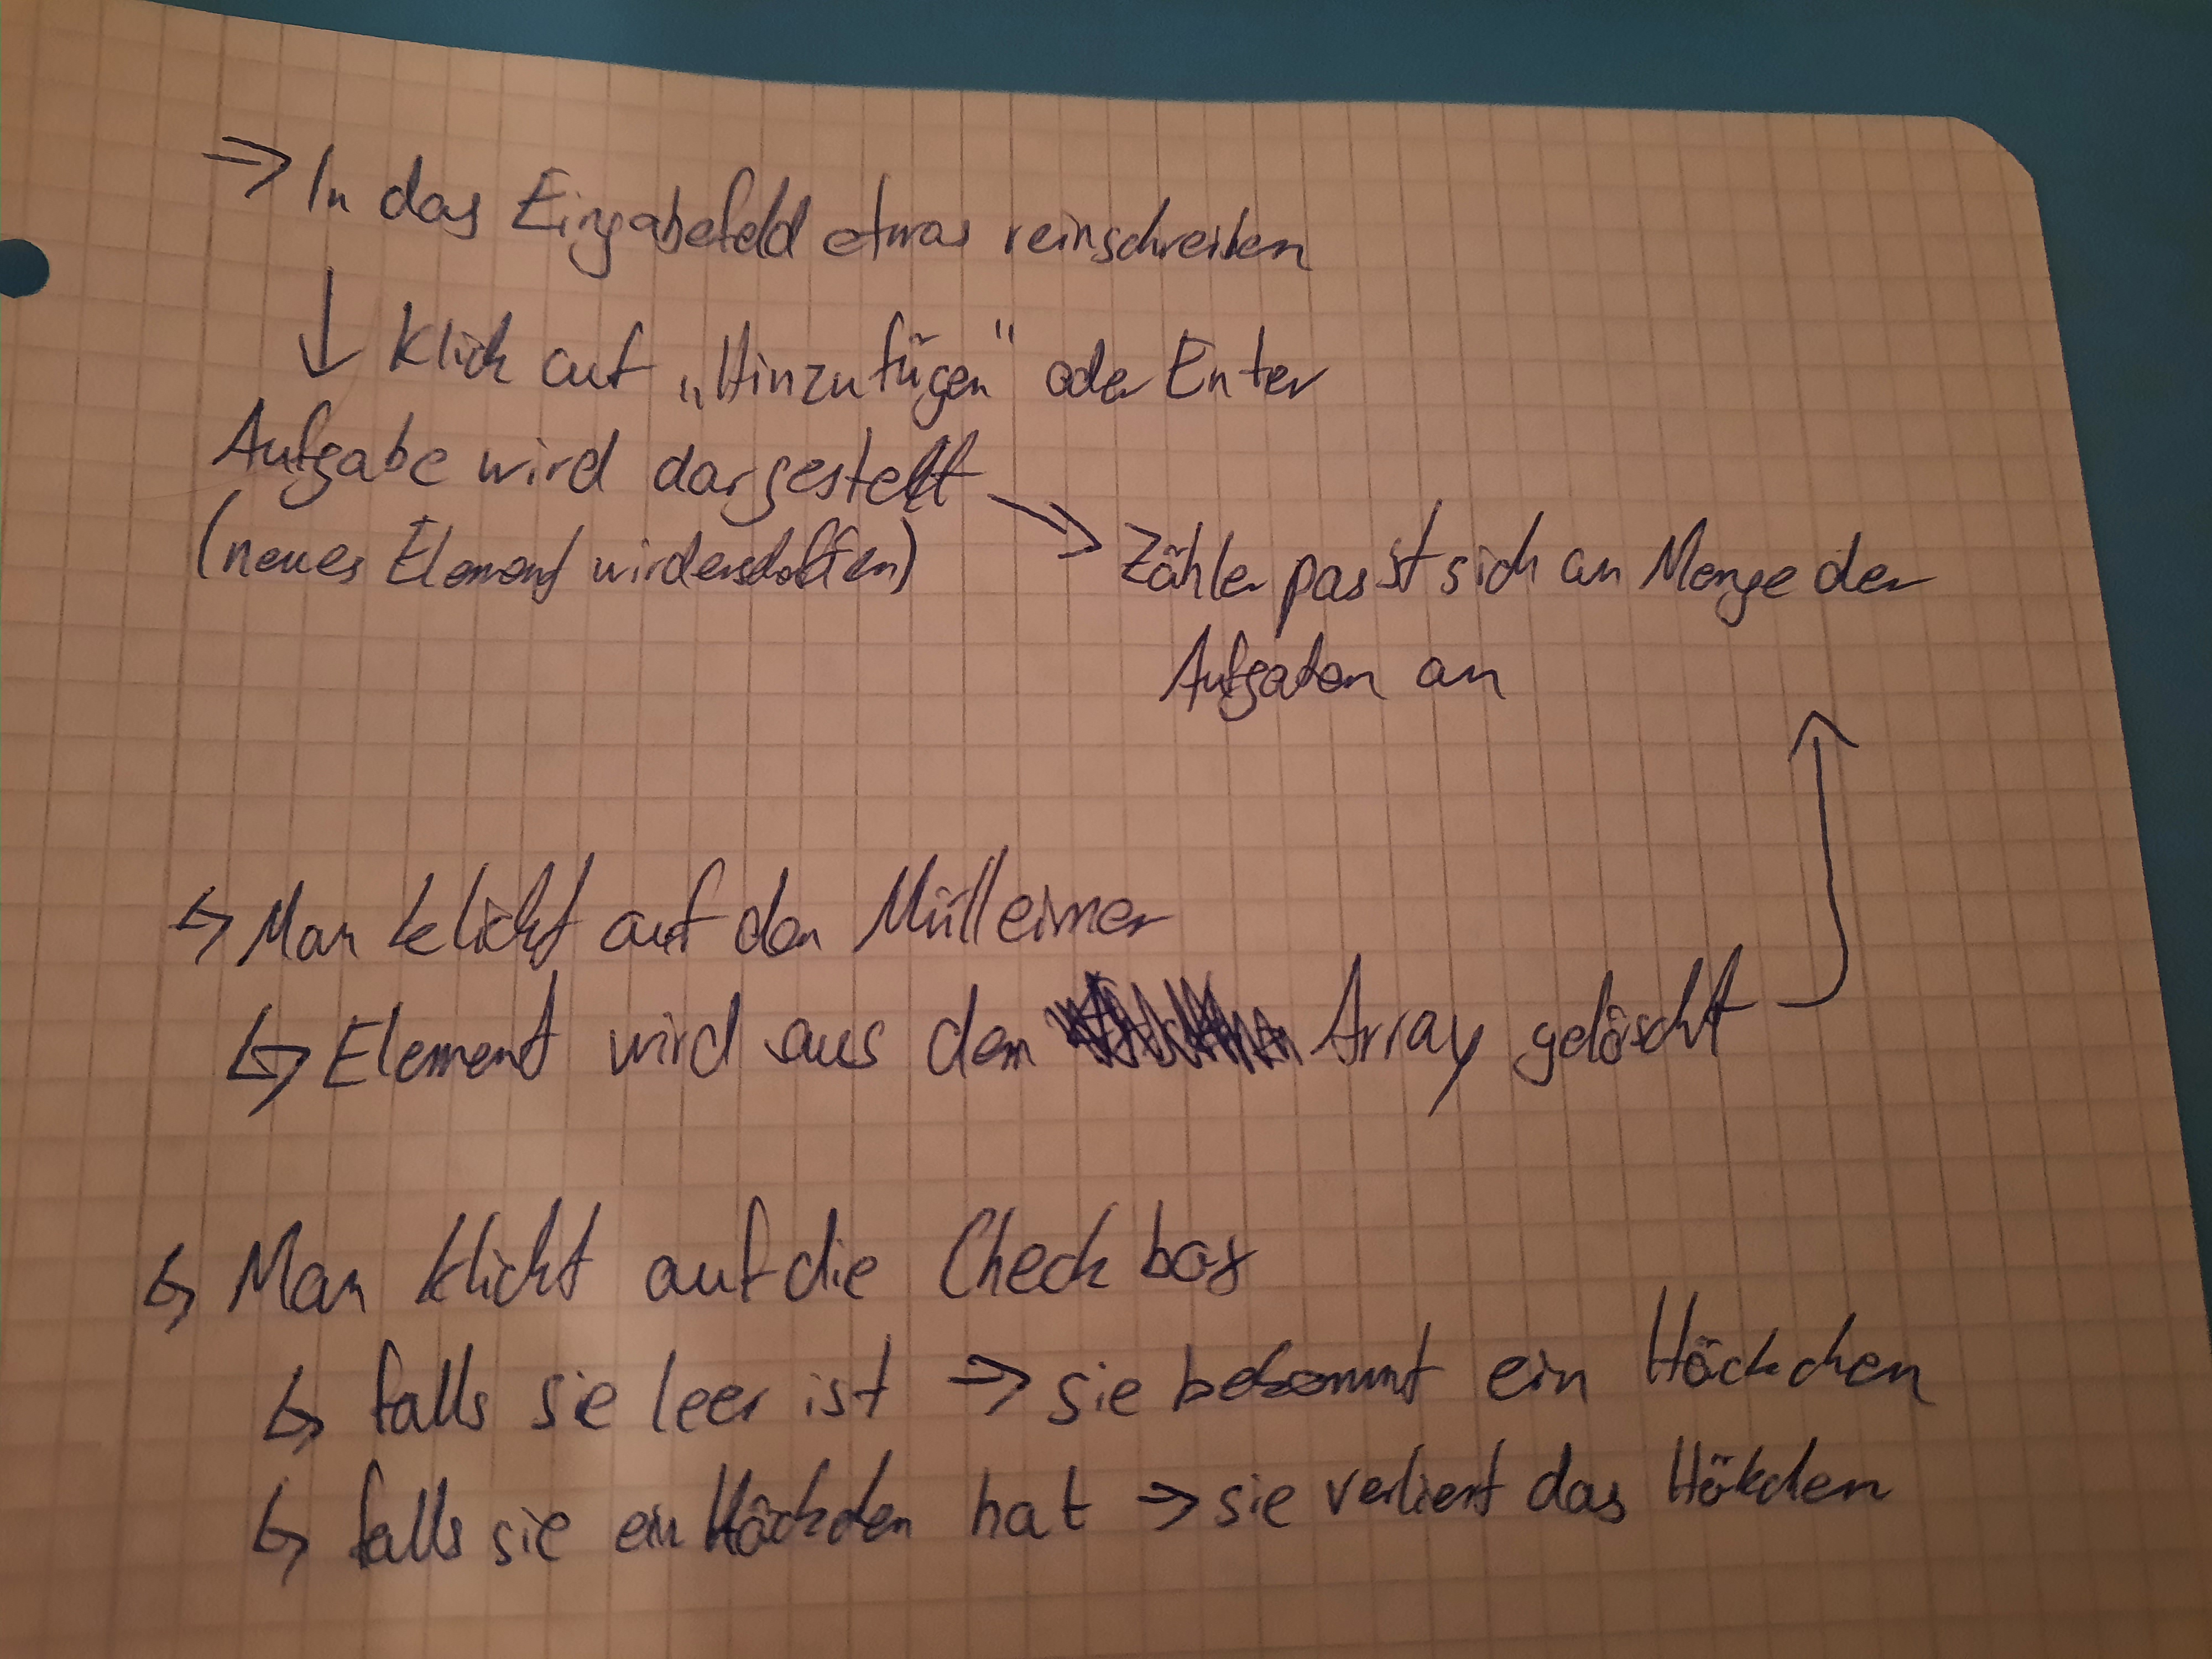 ⇒ In das Eingabefeld etwas reinschreiben
↓ Klick auf „Hinzufügen" oder Enter
Aufgabe wird dargestellt
(neues Element wird erschaffen)
⇒ Zähler passt sich an Menge der
Aufgaben an
↳ Man klickt auf den Mülleimer
↳ Element wird aus dem Array gelöscht
↳ Man klickt auf die Checkbox
↳ falls sie leer ist ⇒ sie bekommt ein Häckchen
↳ falls sie ein Häckchen hat ⇒ sie verliert das Häkchen